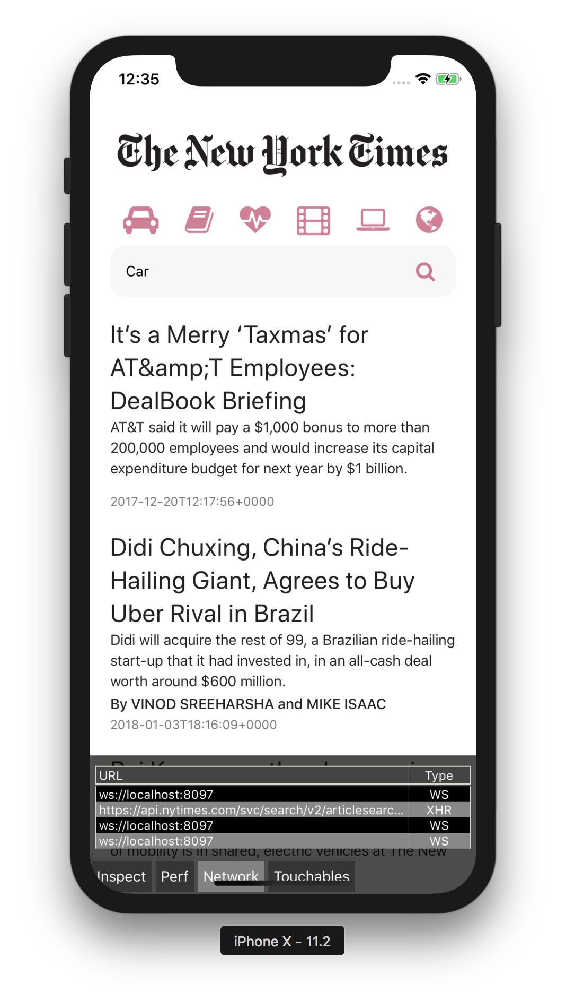 12:35
The New York Times
Car
It’s a Merry ‘Taxmas’ for
AT&amp;T Employees:
DealBook Briefing
AT&T said it will pay a $1,000 bonus to more than
200,000 employees and would increase its capital
expenditure budget for next year by $1 billion.
2017-12-20T12:17:56+0000
Didi Chuxing, China’s Ride-
Hailing Giant, Agrees to Buy
Uber Rival in Brazil
Didi will acquire the rest of 99, a Brazilian ride-hailing
start-up that it had invested in, in an all-cash deal
worth around $600 million.
By VINOD SREEHARSHA and MIKE ISAAC
2018-01-03T18:16:09+0000
URL Type
ws://localhost:8097 WS
https://api.nytimes.com/svc/search/v2/articlesearc... XHR
ws://localhost:8097 WS
ws://localhost:8097 WS
of mobility is in shared, electric vehicles at The New
Inspect Perf Network Touchables
iPhone X - 11.2